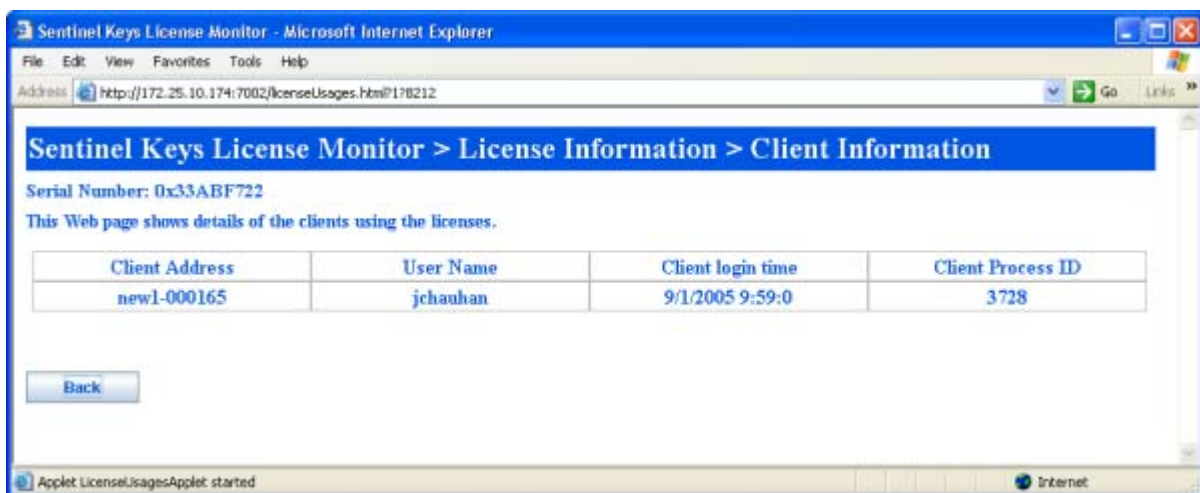 Sentinel Keys License Monitor - Microsoft Internet Explorer
File Edit View Favorites Tools Help
Address http://172.25.10.174:7002/licenseUsages.html?178212 Go Links »
Sentinel Keys License Monitor > License Information > Client Information
Serial Number: 0x33ABF722
This Web page shows details of the clients using the licenses.
Client Address User Name Client login time Client Process ID
new1-000165 jchauhan 9/1/2005 9:59:0 3728
Back
Applet LicenseUsagesApplet started Internet